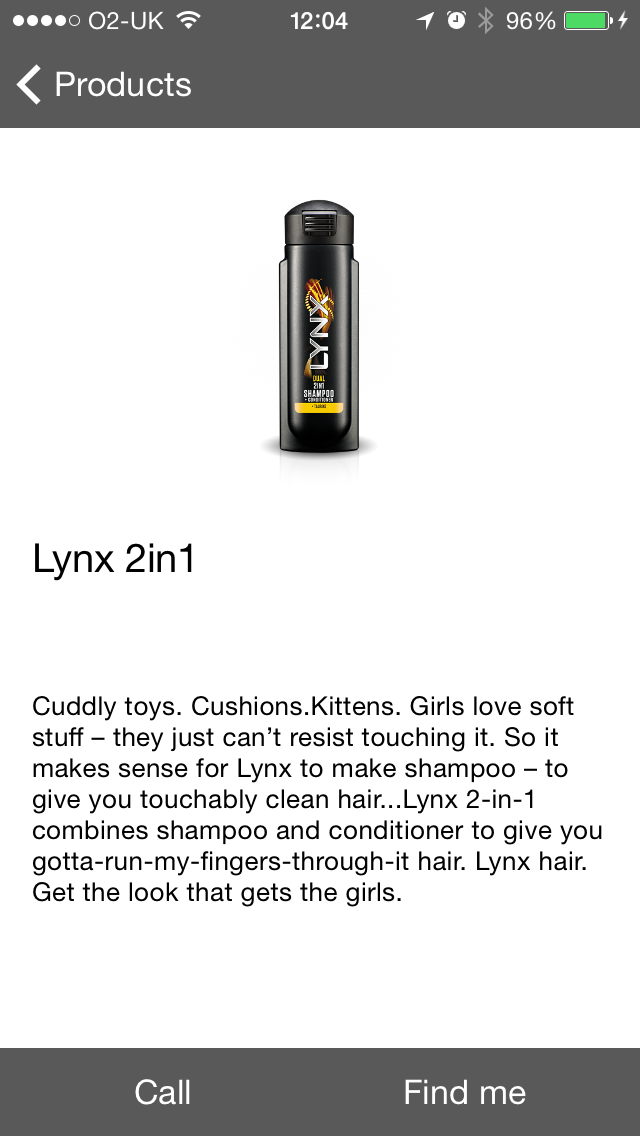 O2-UK 12:04 96%
Products
LYNX
DUAL
2IN1
SHAMPOO
+ CONDITIONER
+ TAURINE
Lynx 2in1
Cuddly toys. Cushions.Kittens. Girls love soft
stuff – they just can’t resist touching it. So it
makes sense for Lynx to make shampoo – to
give you touchably clean hair...Lynx 2-in-1
combines shampoo and conditioner to give you
gotta-run-my-fingers-through-it hair. Lynx hair.
Get the look that gets the girls.
Call Find me